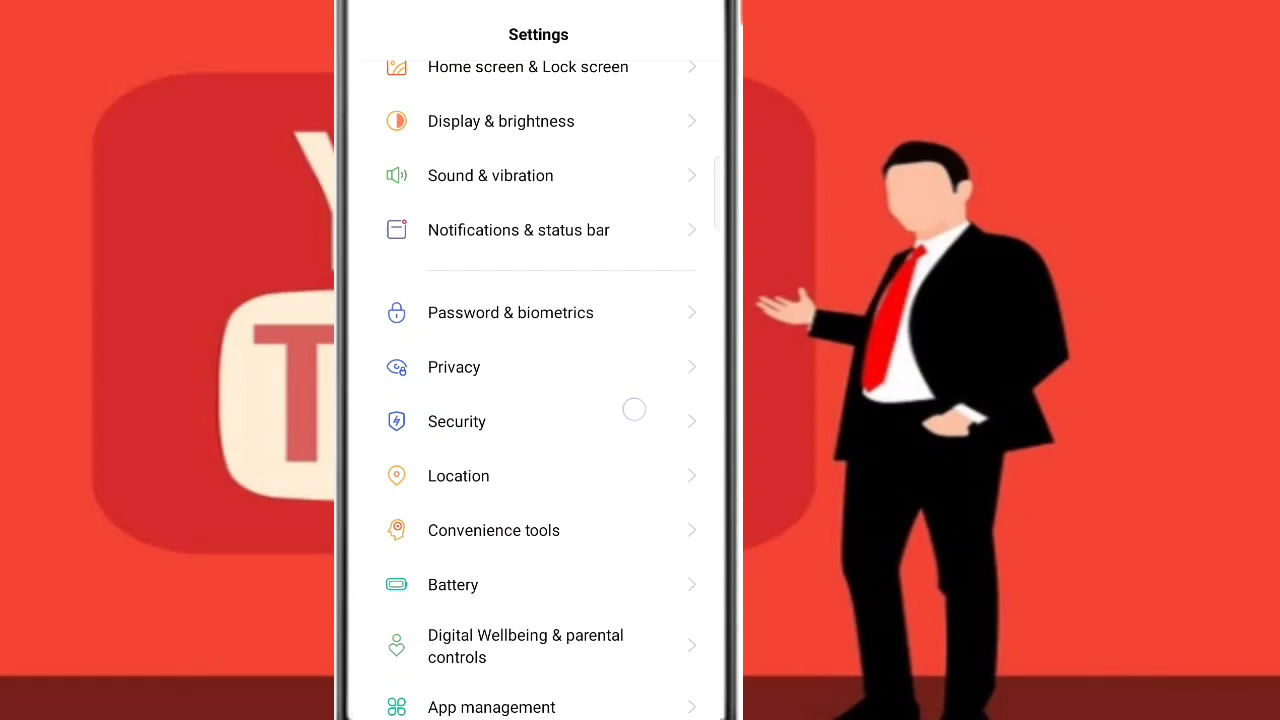 Settings
Home screen & Lock screen
Display & brightness
Sound & vibration
Notifications & status bar
Password & biometrics
Privacy
Security
Location
Convenience tools
Battery
Digital Wellbeing & parental
controls
App management
Y
T